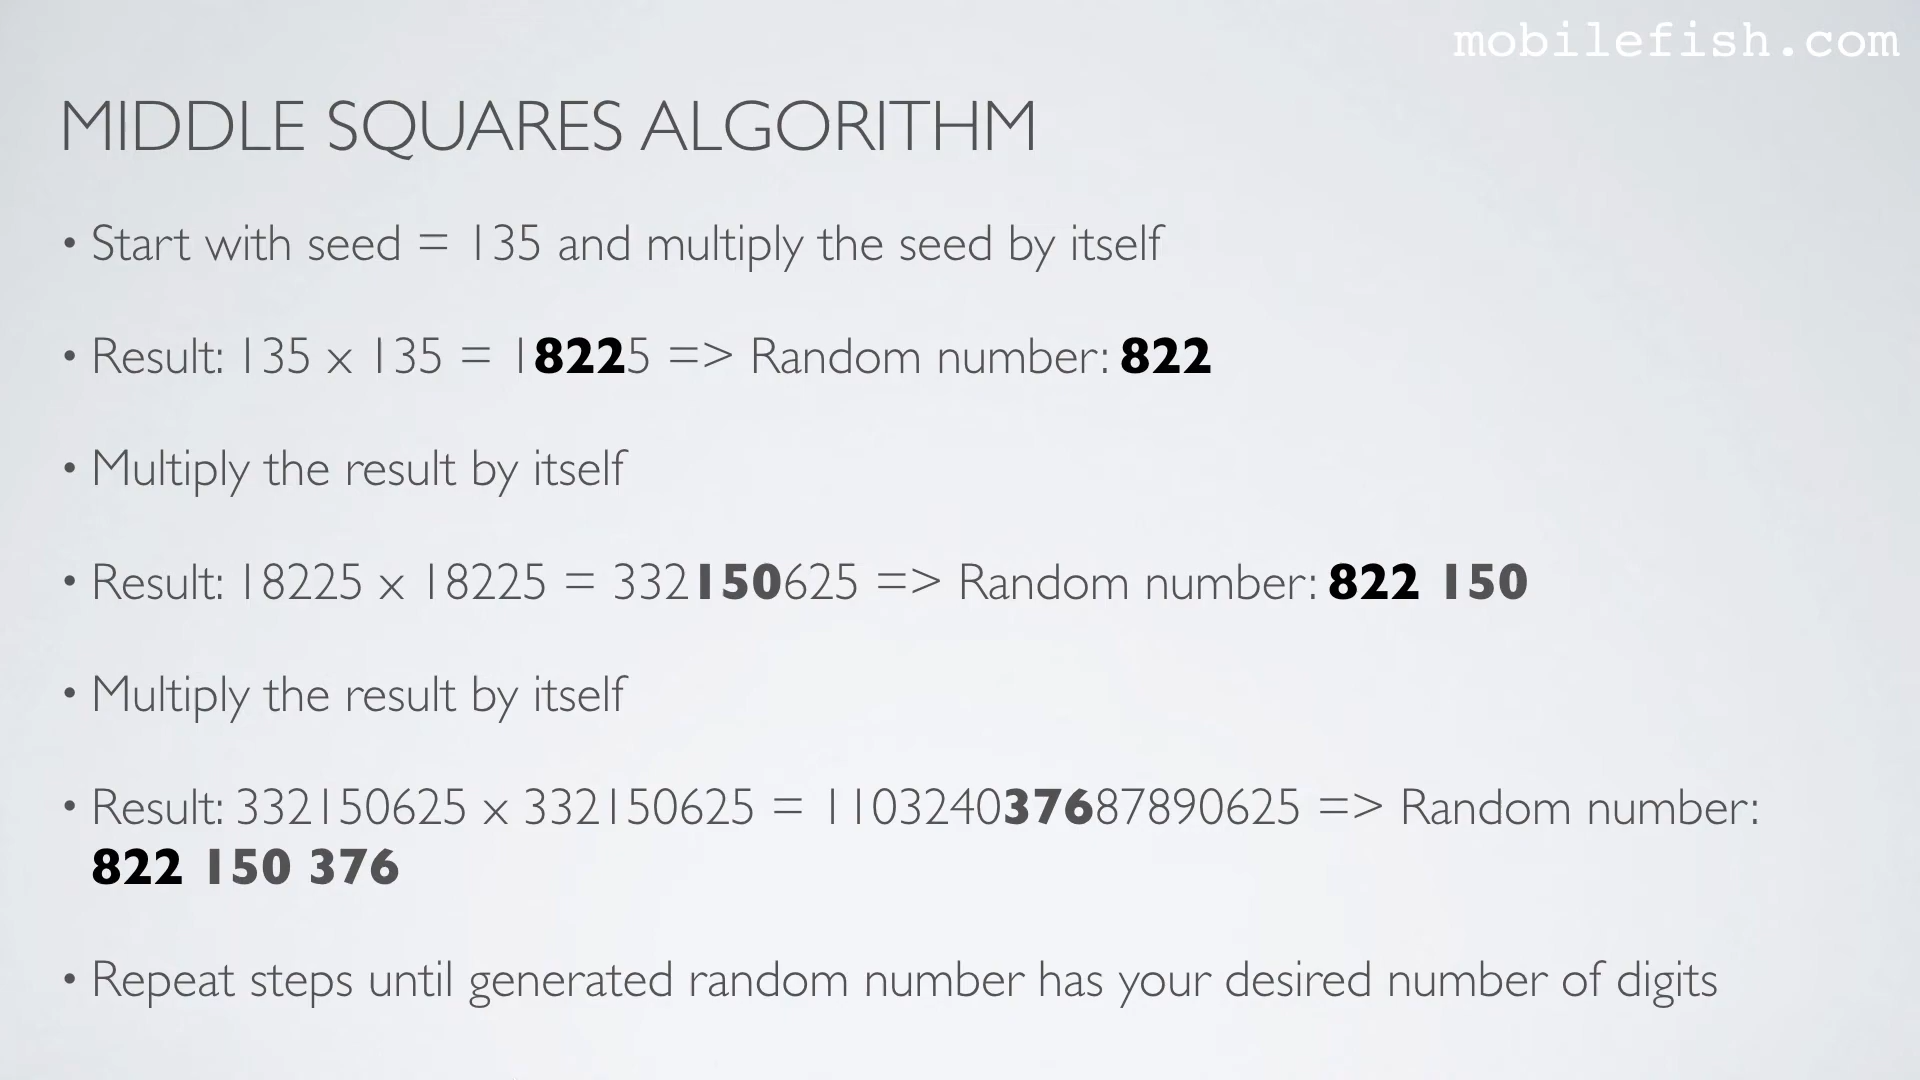 mobilefish.com
MIDDLE SQUARES ALGORITHM
• Start with seed = 135 and multiply the seed by itself
• Result: 135 x 135 = 18225 => Random number: 822
• Multiply the result by itself
• Result: 18225 x 18225 = 332150625 => Random number: 822 150
• Multiply the result by itself
• Result: 332150625 x 332150625 = 110324037687890625 => Random number:
822 150 376
• Repeat steps until generated random number has your desired number of digits